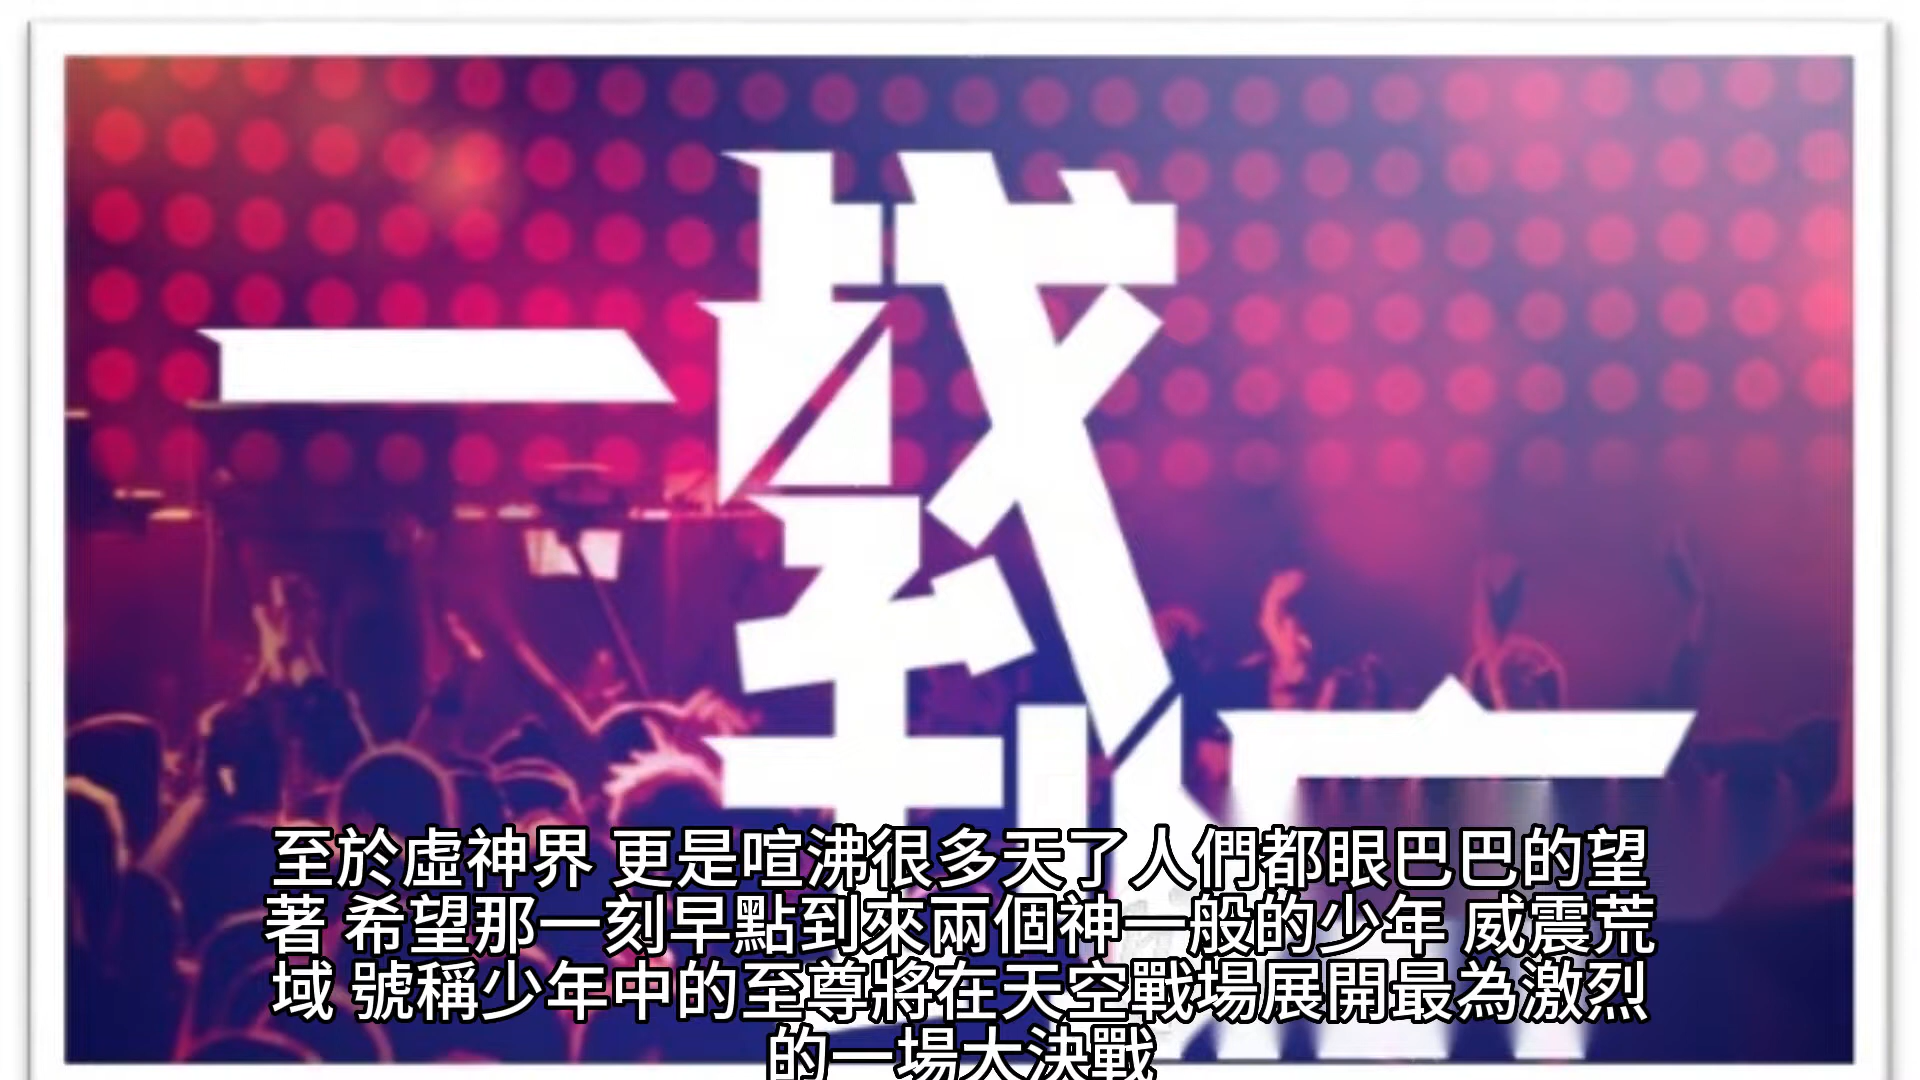 一戰到
至於虛神界 更是喧沸很多天了人們都眼巴巴的望
著 希望那一刻早點到來兩個神一般的少年 威震荒
域 號稱少年中的至尊將在天空戰場展開最為激烈
的一場大決戰